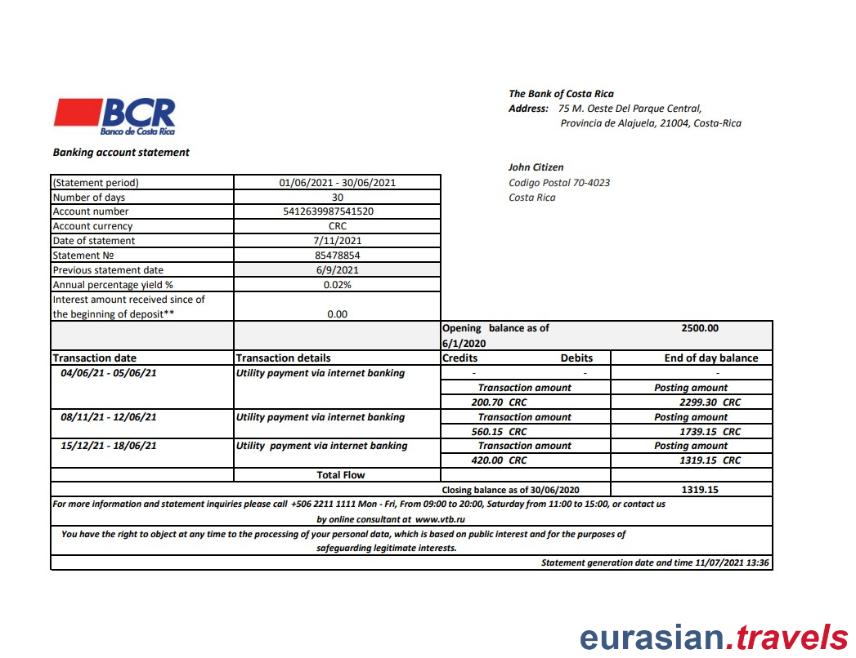 BCR
Banco de Costa Rica
The Bank of Costa Rica
Address: 75 M. Oeste Del Parque Central,
Provincia de Alajuela, 21004, Costa-Rica
Banking account statement
John Citizen
Codigo Postal 70-4023
Costa Rica
(Statement period) 01/06/2021 - 30/06/2021
Number of days 30
Account number 5412639987541520
Account currency CRC
Date of statement 7/11/2021
Statement № 85478854
Previous statement date 6/9/2021
Annual percentage yield % 0.02%
Interest amount received since of
the beginning of deposit** 0.00
Opening balance as of 2500.00
6/1/2020
Transaction date Transaction details Credits Debits End of day balance
04/06/21 - 05/06/21 Utility payment via internet banking - - -
Transaction amount Posting amount
200.70 CRC 2299.30 CRC
08/11/21 - 12/06/21 Utility payment via internet banking Transaction amount Posting amount
560.15 CRC 1739.15 CRC
15/12/21 - 18/06/21 Utility payment via internet banking Transaction amount Posting amount
420.00 CRC 1319.15 CRC
Total Flow
Closing balance as of 30/06/2020 1319.15
For more information and statement inquiries please call +506 2211 1111 Mon - Fri, From 09:00 to 20:00, Saturday from 11:00 to 15:00, or contact us
by online consultant at www.vtb.ru
You have the right to object at any time to the processing of your personal data, which is based on public interest and for the purposes of
safeguarding legitimate interests.
Statement generation date and time 11/07/2021 13:36
eurasian.travels